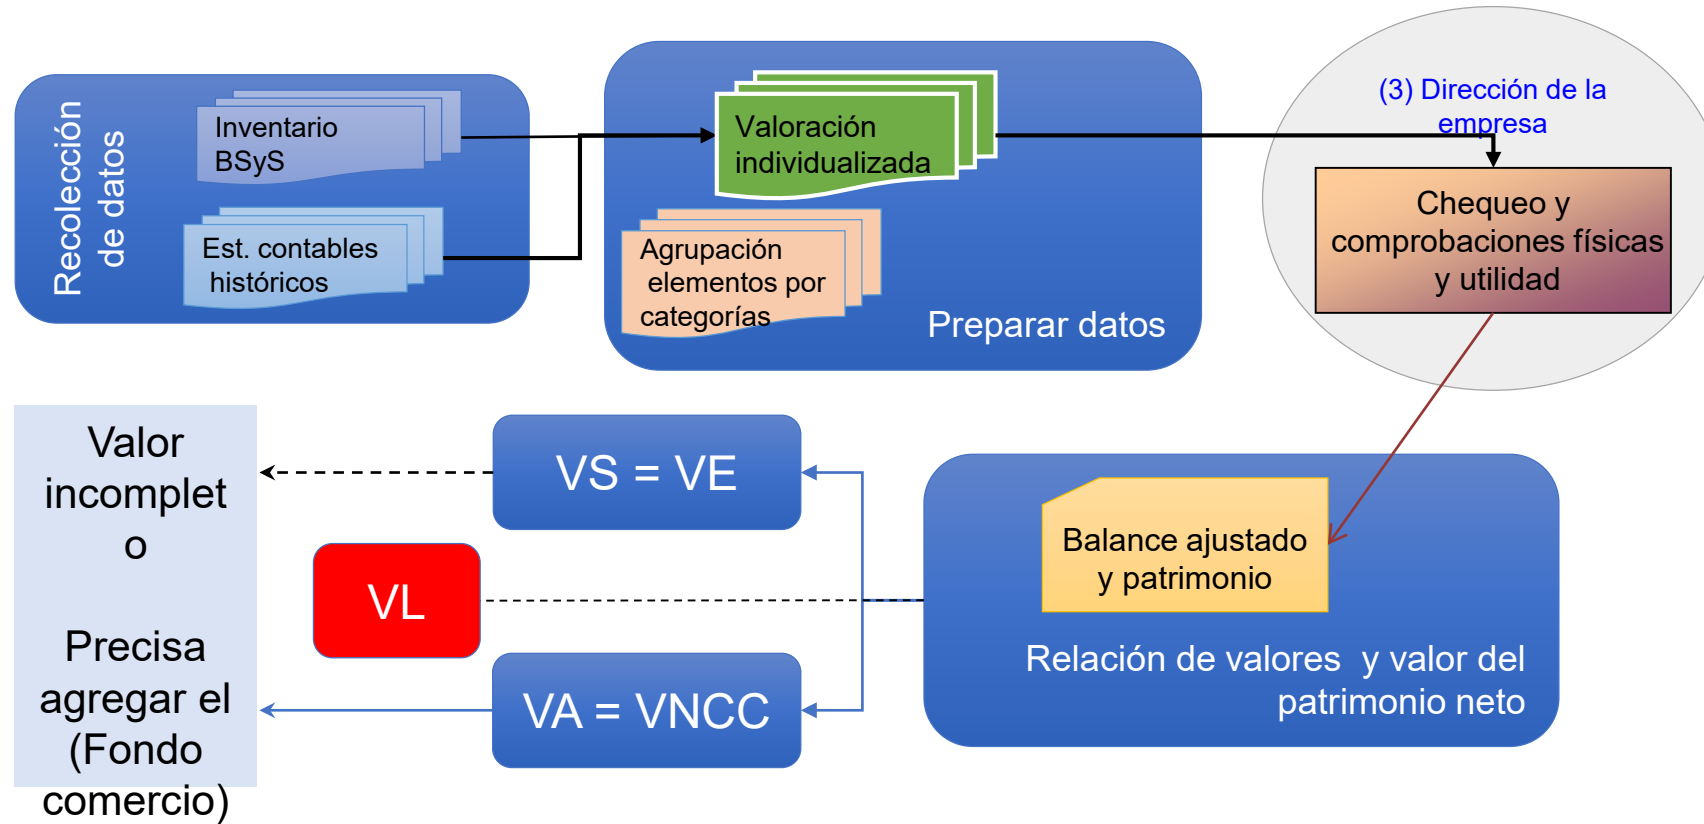 Recolección
de datos
Inventario
BSyS
Est. contables
históricos
Valoración
individualizada
Agrupación
elementos por
categorías
Preparar datos
(3) Dirección de la
empresa
Chequeo y
comprobaciones físicas
y utilidad
Valor
incomplet
o
Precisa
agregar el
(Fondo
comercio)
VS = VE
VL
VA = VNCC
Balance ajustado
y patrimonio
Relación de valores  y valor del
patrimonio neto